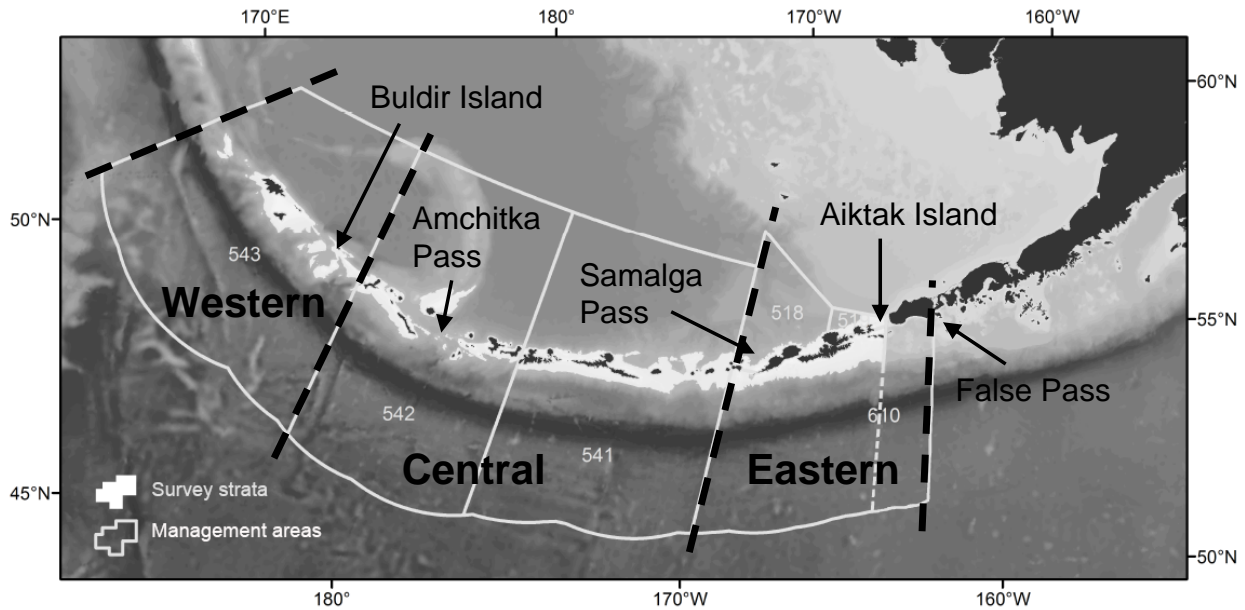 170°E
180°
170°W
160°W
60°N
Buldir Island
50°N
Amchitka
Pass
Aiktak Island
Samalga
Pass
543
Western
518
55°N
False Pass
542
610
541
Central
Eastern
45°N
Survey strata
Management areas
50°N
180°
170°W
160°W